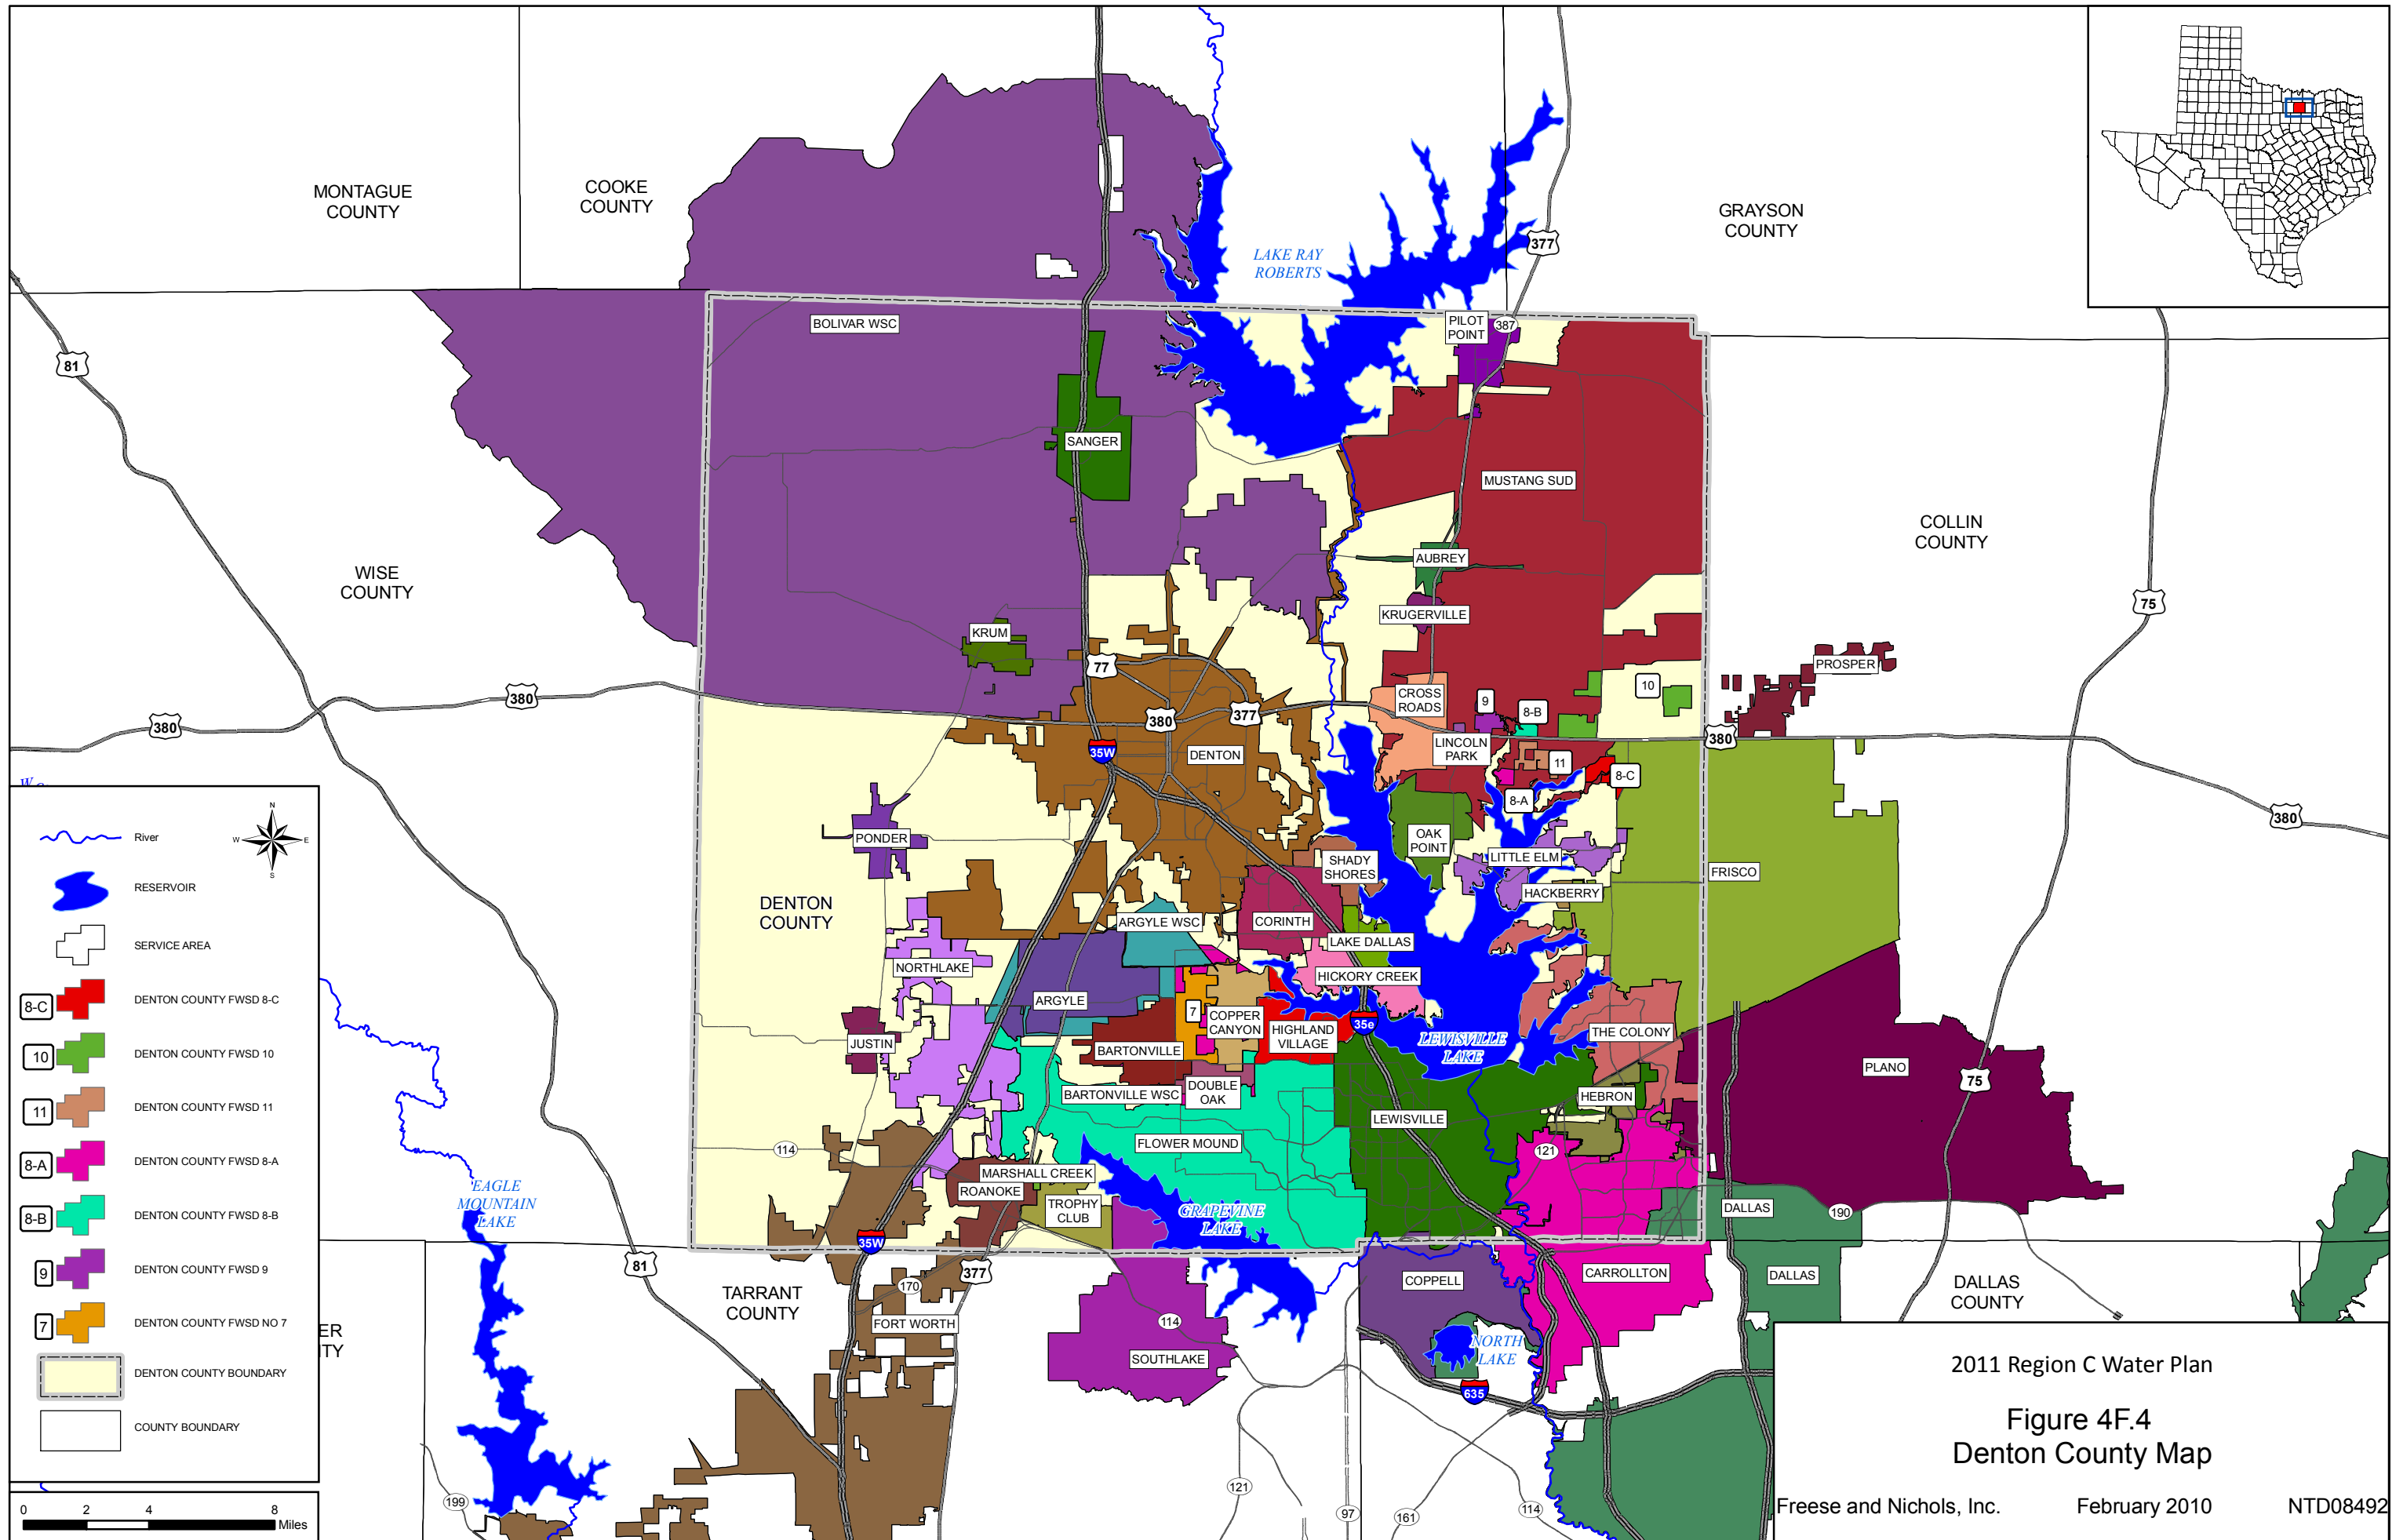 MONTAGUE
COUNTY
COOKE
COUNTY
GRAYSON
COUNTY
LAKE RAY
ROBERTS
377
BOLIVAR WSC
PILOT
POINT
387
81
SANGER
MUSTANG SUD
COLLIN
COUNTY
WISE
COUNTY
AUBREY
KRUGERVILLE
75
KRUM
77
PROSPER
380
380
CROSS
ROADS
9
8-B
10
380
377
380
35W
DENTON
LINCOLN
PARK
11
8-C
8-A
380
PONDER
OAK
POINT
LITTLE ELM
SHADY
SHORES
HACKBERRY
FRISCO
DENTON
COUNTY
ARGYLE WSC
CORINTH
LAKE DALLAS
NORTHLAKE
HICKORY CREEK
ARGYLE
7
COPPER
CANYON
HIGHLAND
VILLAGE
35e
LEWISVILLE
LAKE
THE COLONY
JUSTIN
BARTONVILLE
PLANO
75
BARTONVILLE WSC
DOUBLE
OAK
HEBRON
LEWISVILLE
FLOWER MOUND
114
121
MARSHALL CREEK
ROANOKE
TROPHY
CLUB
GRAPEVINE
LAKE
DALLAS
190
EAGLE
MOUNTAIN
LAKE
35W
81
377
170
TARRANT
COUNTY
FORT WORTH
COPPELL
CARROLLTON
DALLAS
DALLAS
COUNTY
114
SOUTHLAKE
NORTH
LAKE
635
199
121
97
161
114
N
W E
S
River
RESERVOIR
SERVICE AREA
8-C DENTON COUNTY FWSD 8-C
10 DENTON COUNTY FWSD 10
11 DENTON COUNTY FWSD 11
8-A DENTON COUNTY FWSD 8-A
8-B DENTON COUNTY FWSD 8-B
9 DENTON COUNTY FWSD 9
7 DENTON COUNTY FWSD NO 7
DENTON COUNTY BOUNDARY
COUNTY BOUNDARY
ER
TY
0 2 4 8
Miles
2011 Region C Water Plan
Figure 4F.4
Denton County Map
Freese and Nichols, Inc. February 2010 NTD08492